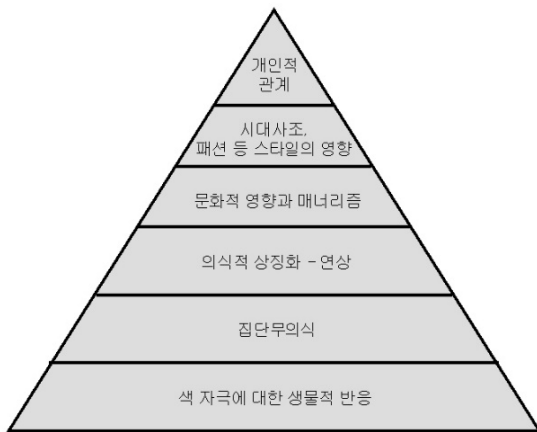 개인적
관계
시대사조,
패션 등 스타일의 영향
문화적 영향과 매너리즘
의식적 상징화 - 연상
집단무의식
색 자극에 대한 생물적 반응